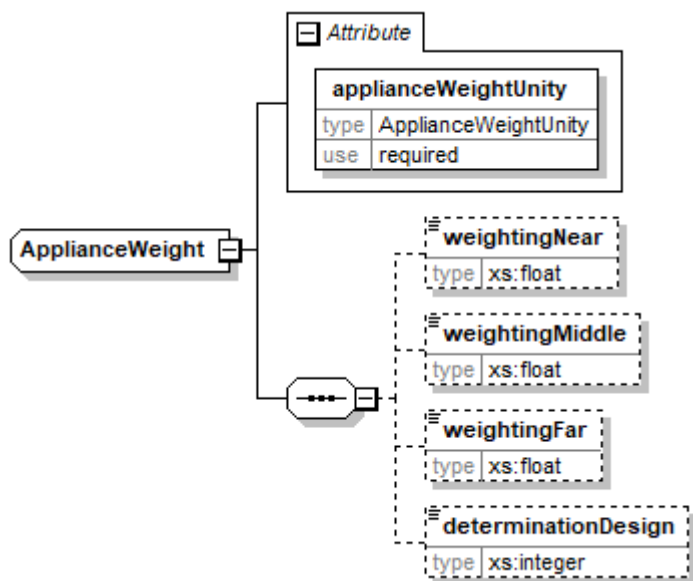 Attribute
applianceWeightUnity
type ApplianceWeightUnity
use required
ApplianceWeight
weightingNear
type xs:float
weightingMiddle
type xs:float
weightingFar
type xs:float
determinationDesign
type xs:integer